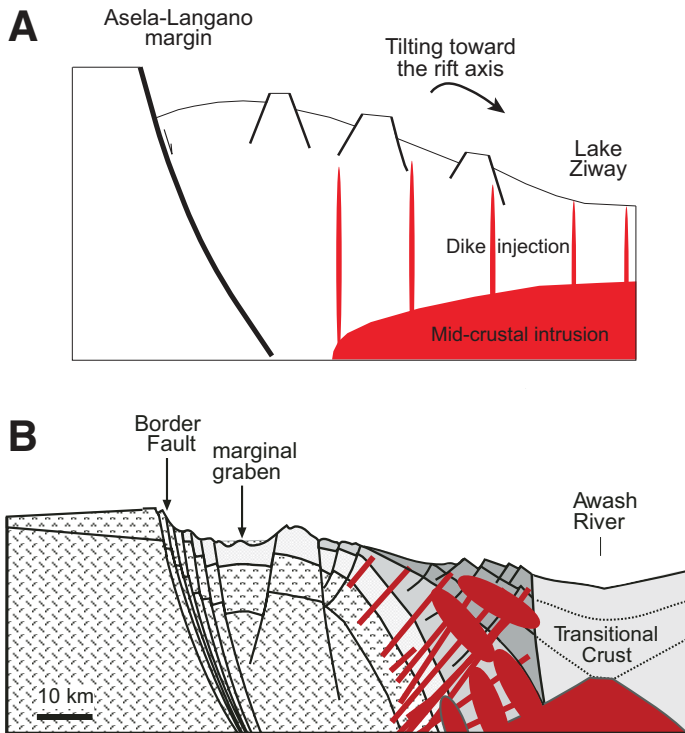 A
Asela-Langano
margin
Tilting toward
the rift axis
Lake
Ziway
Dike injection
Mid-crustal intrusion
B
Border
Fault
marginal
graben
Awash
River
Transitional
Crust
10 km